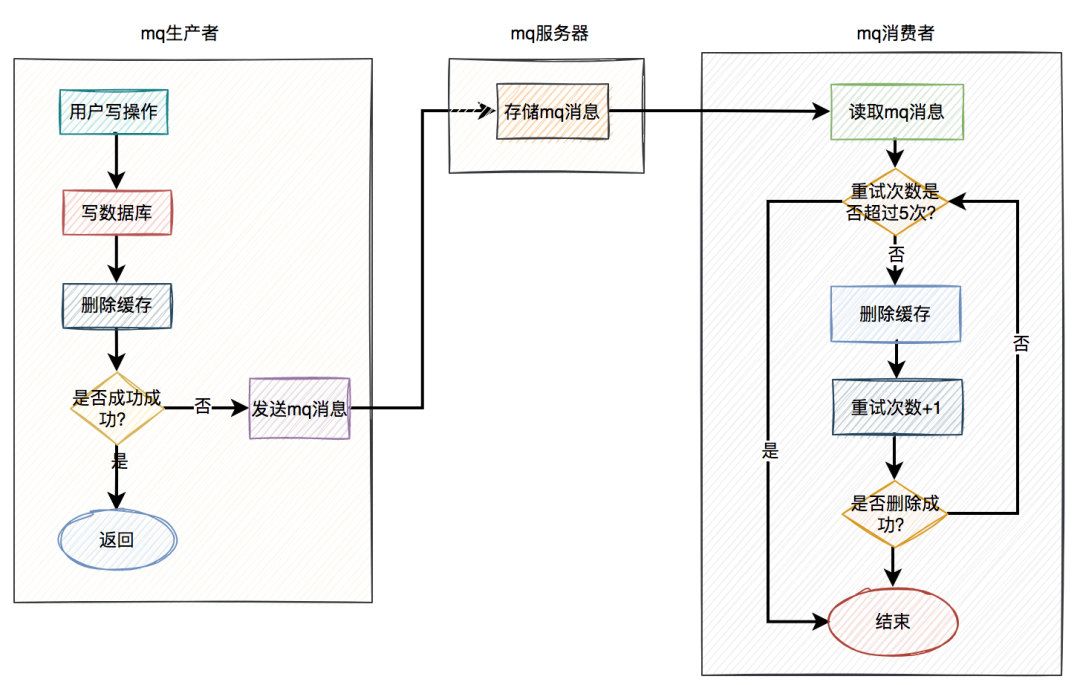 mq生产者
用户写操作
写数据库
删除缓存
是否成功成
功?
否
发送mq消息
是
返回
mq服务器
存储mq消息
mq消费者
读取mq消息
重试次数是
否超过5次?
否
删除缓存
重试次数+1
是否删除成
功?
否
是
结束